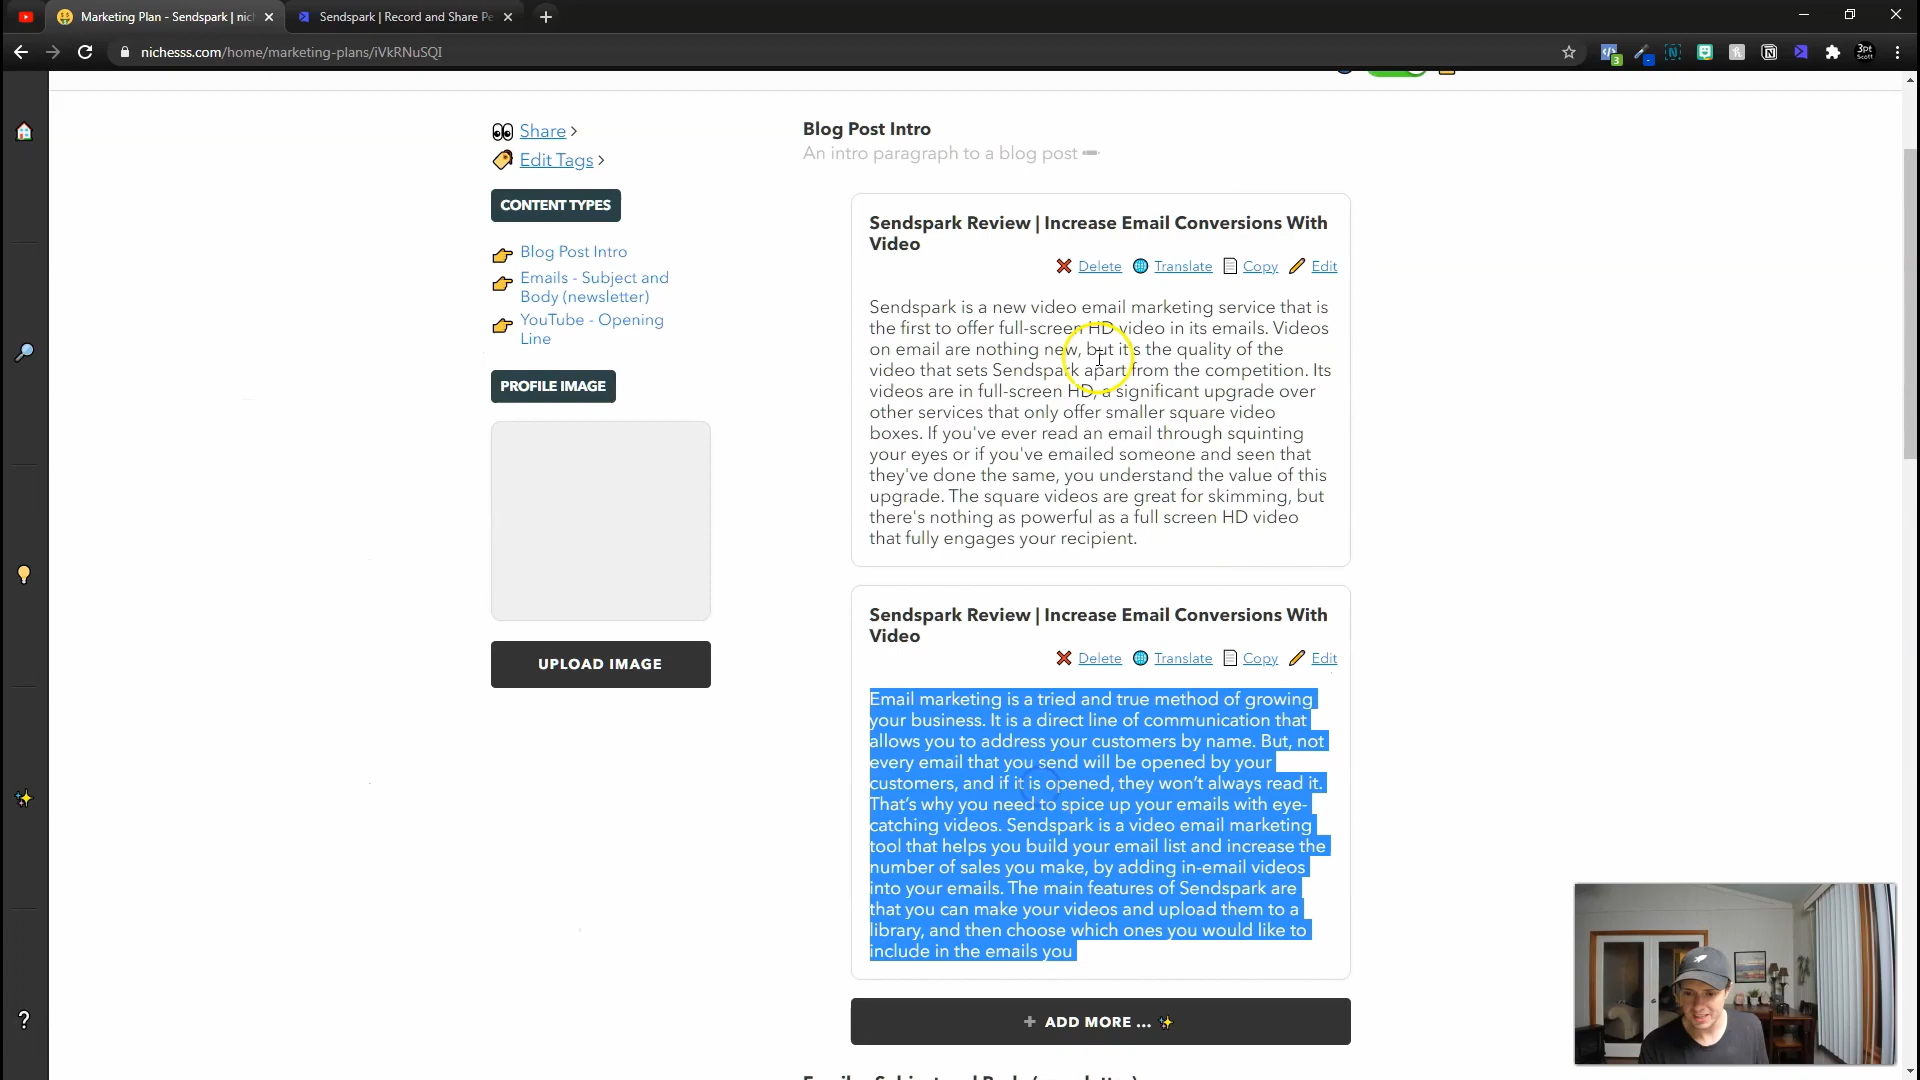 Marketing Plan - Sendspark | nic
Sendspark | Record and Share Pe
nichesss.com/home/marketing-plans/iVkRNuSQI
3
3pt
Scott
Share >
Edit Tags >
CONTENT TYPES
Blog Post Intro
Emails - Subject and
Body (newsletter)
YouTube - Opening
Line
PROFILE IMAGE
UPLOAD IMAGE
?
Blog Post Intro
An intro paragraph to a blog post
Sendspark Review | Increase Email Conversions With
Video
Delete Translate Copy Edit
Sendspark is a new video email marketing service that is
the first to offer full-screen HD video in its emails. Videos
on email are nothing new, but it's the quality of the
video that sets Sendspark apart from the competition. Its
videos are in full-screen HD, a significant upgrade over
other services that only offer smaller square video
boxes. If you've ever read an email through squinting
your eyes or if you've emailed someone and seen that
they've done the same, you understand the value of this
upgrade. The square videos are great for skimming, but
there's nothing as powerful as a full screen HD video
that fully engages your recipient.
Sendspark Review | Increase Email Conversions With
Video
Delete Translate Copy Edit
Email marketing is a tried and true method of growing
your business. It is a direct line of communication that
allows you to address your customers by name. But, not
every email that you send will be opened by your
customers, and if it is opened, they won't always read it.
That's why you need to spice up your emails with eye-
catching videos. Sendspark is a video email marketing
tool that helps you build your email list and increase the
number of sales you make, by adding in-email videos
into your emails. The main features of Sendspark are
that you can make your videos and upload them to a
library, and then choose which ones you would like to
include in the emails you
+ ADD MORE ...